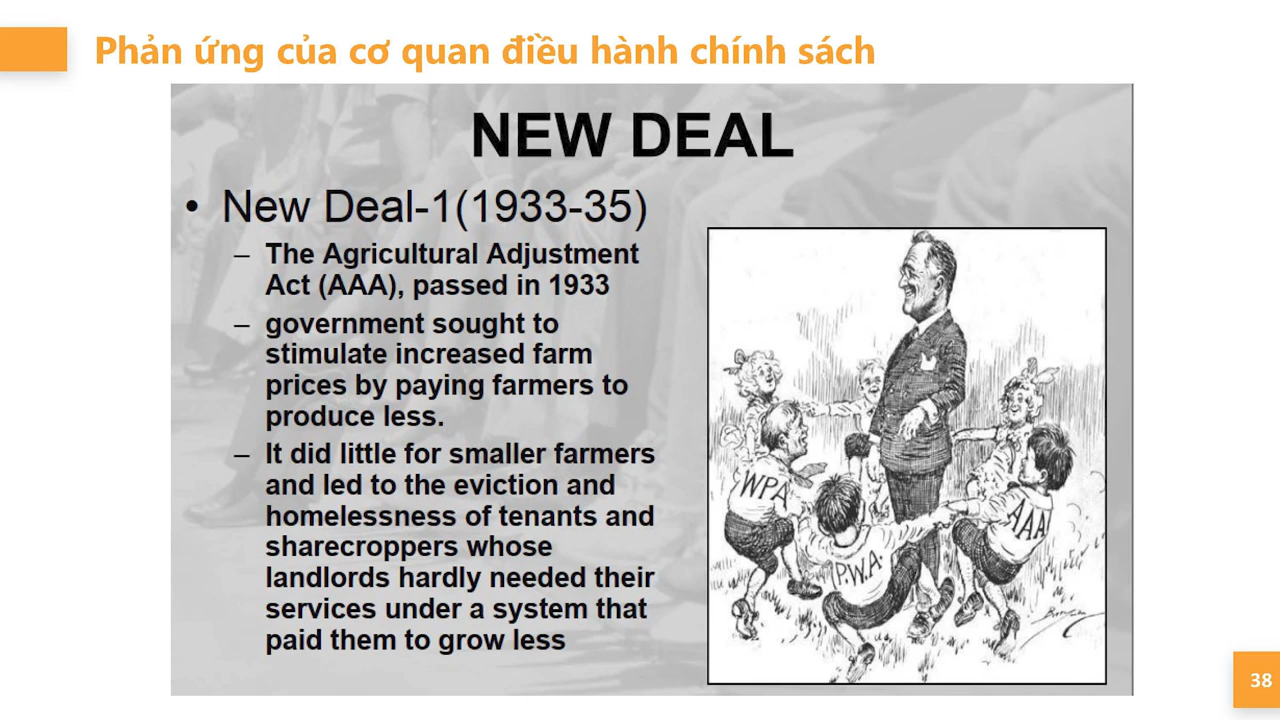 Phản ứng của cơ quan điều hành chính sách
NEW DEAL
• New Deal-1(1933-35)
– The Agricultural Adjustment
Act (AAA), passed in 1933
– government sought to
stimulate increased farm
prices by paying farmers to
produce less.
– It did little for smaller farmers
and led to the eviction and
homelessness of tenants and
sharecroppers whose
landlords hardly needed their
services under a system that
paid them to grow less
WPA
P.W.A.
AAA
38